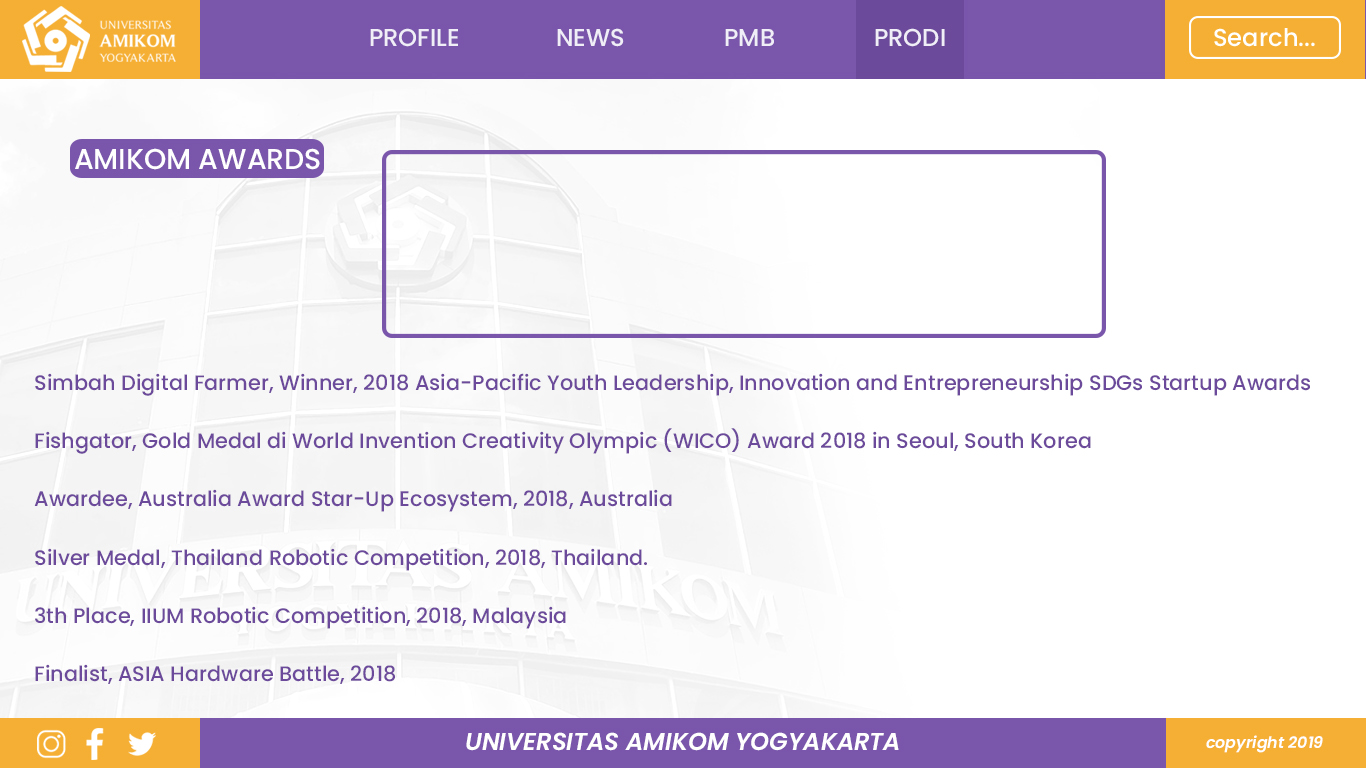 UNIVERSITAS
AMIKOM
YOGYAKARTA
PROFILE
NEWS
PMB
PRODI
Search...
AMIKOM AWARDS
Simbah Digital Farmer, Winner, 2018 Asia-Pacific Youth Leadership, Innovation and Entrepreneurship SDGs Startup Awards
Fishgator, Gold Medal di World Invention Creativity Olympic (WICO) Award 2018 in Seoul, South Korea
Awardee, Australia Award Star-Up Ecosystem, 2018, Australia
Silver Medal, Thailand Robotic Competition, 2018, Thailand.
UNIVERSITAS AMIKOM
YOGYAKARTA
3th Place, IIUM Robotic Competition, 2018, Malaysia
Finalist, ASIA Hardware Battle, 2018
UNIVERSITAS AMIKOM YOGYAKARTA
copyright 2019